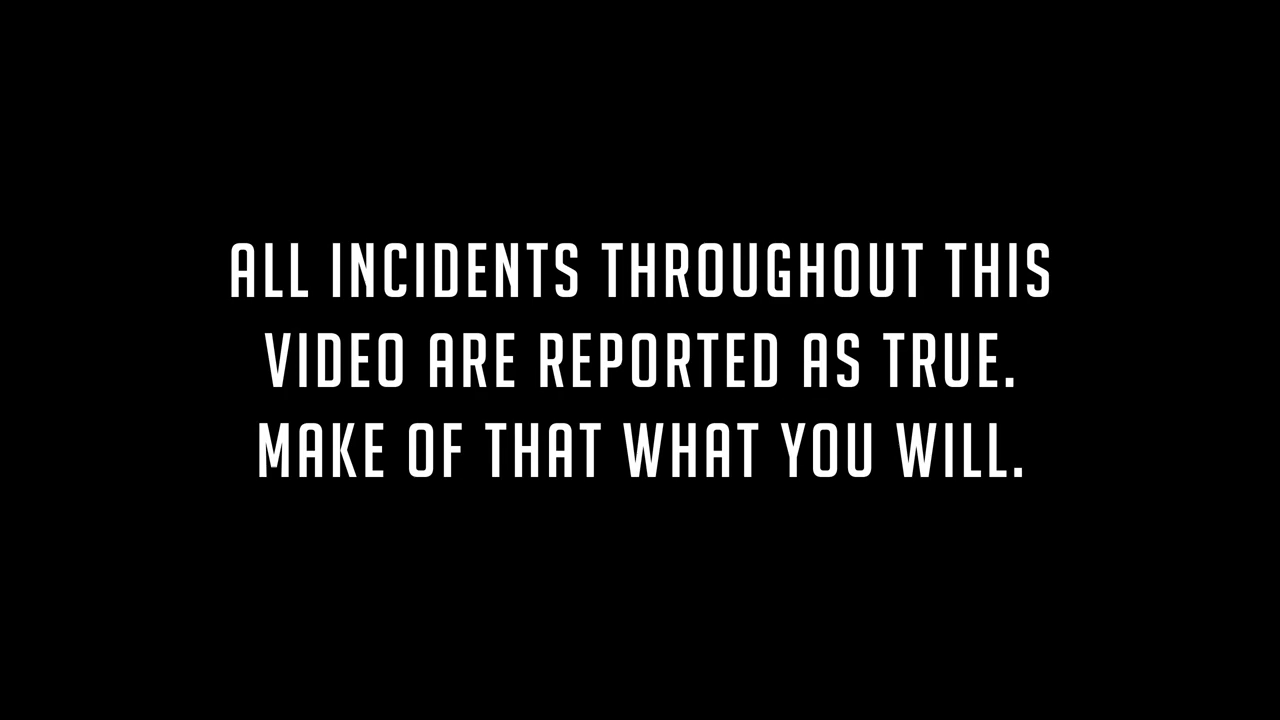 ALL INCIDENTS THROUGHOUT THIS
VIDEO ARE REPORTED AS TRUE.
MAKE OF THAT WHAT YOU WILL.